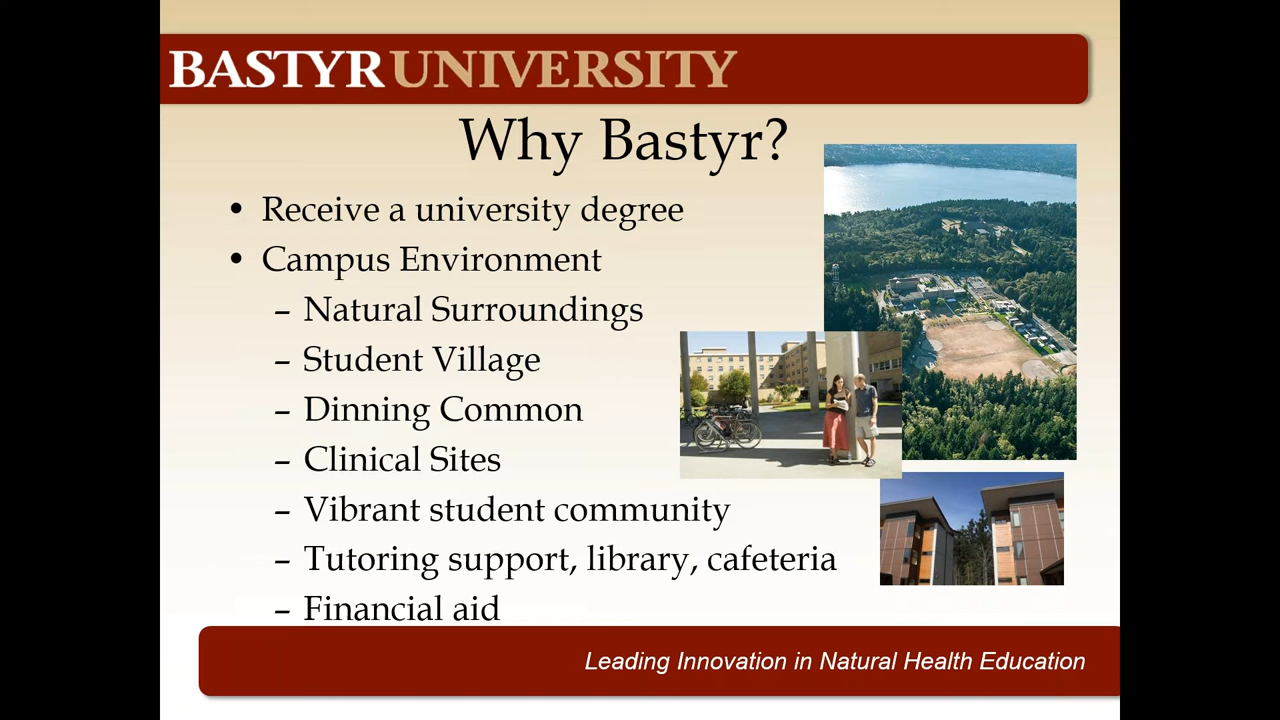 BASTYR UNIVERSITY
Why Bastyr?
• Receive a university degree
• Campus Environment
– Natural Surroundings
– Student Village
– Dinning Common
– Clinical Sites
– Vibrant student community
– Tutoring support, library, cafeteria
– Financial aid
Leading Innovation in Natural Health Education